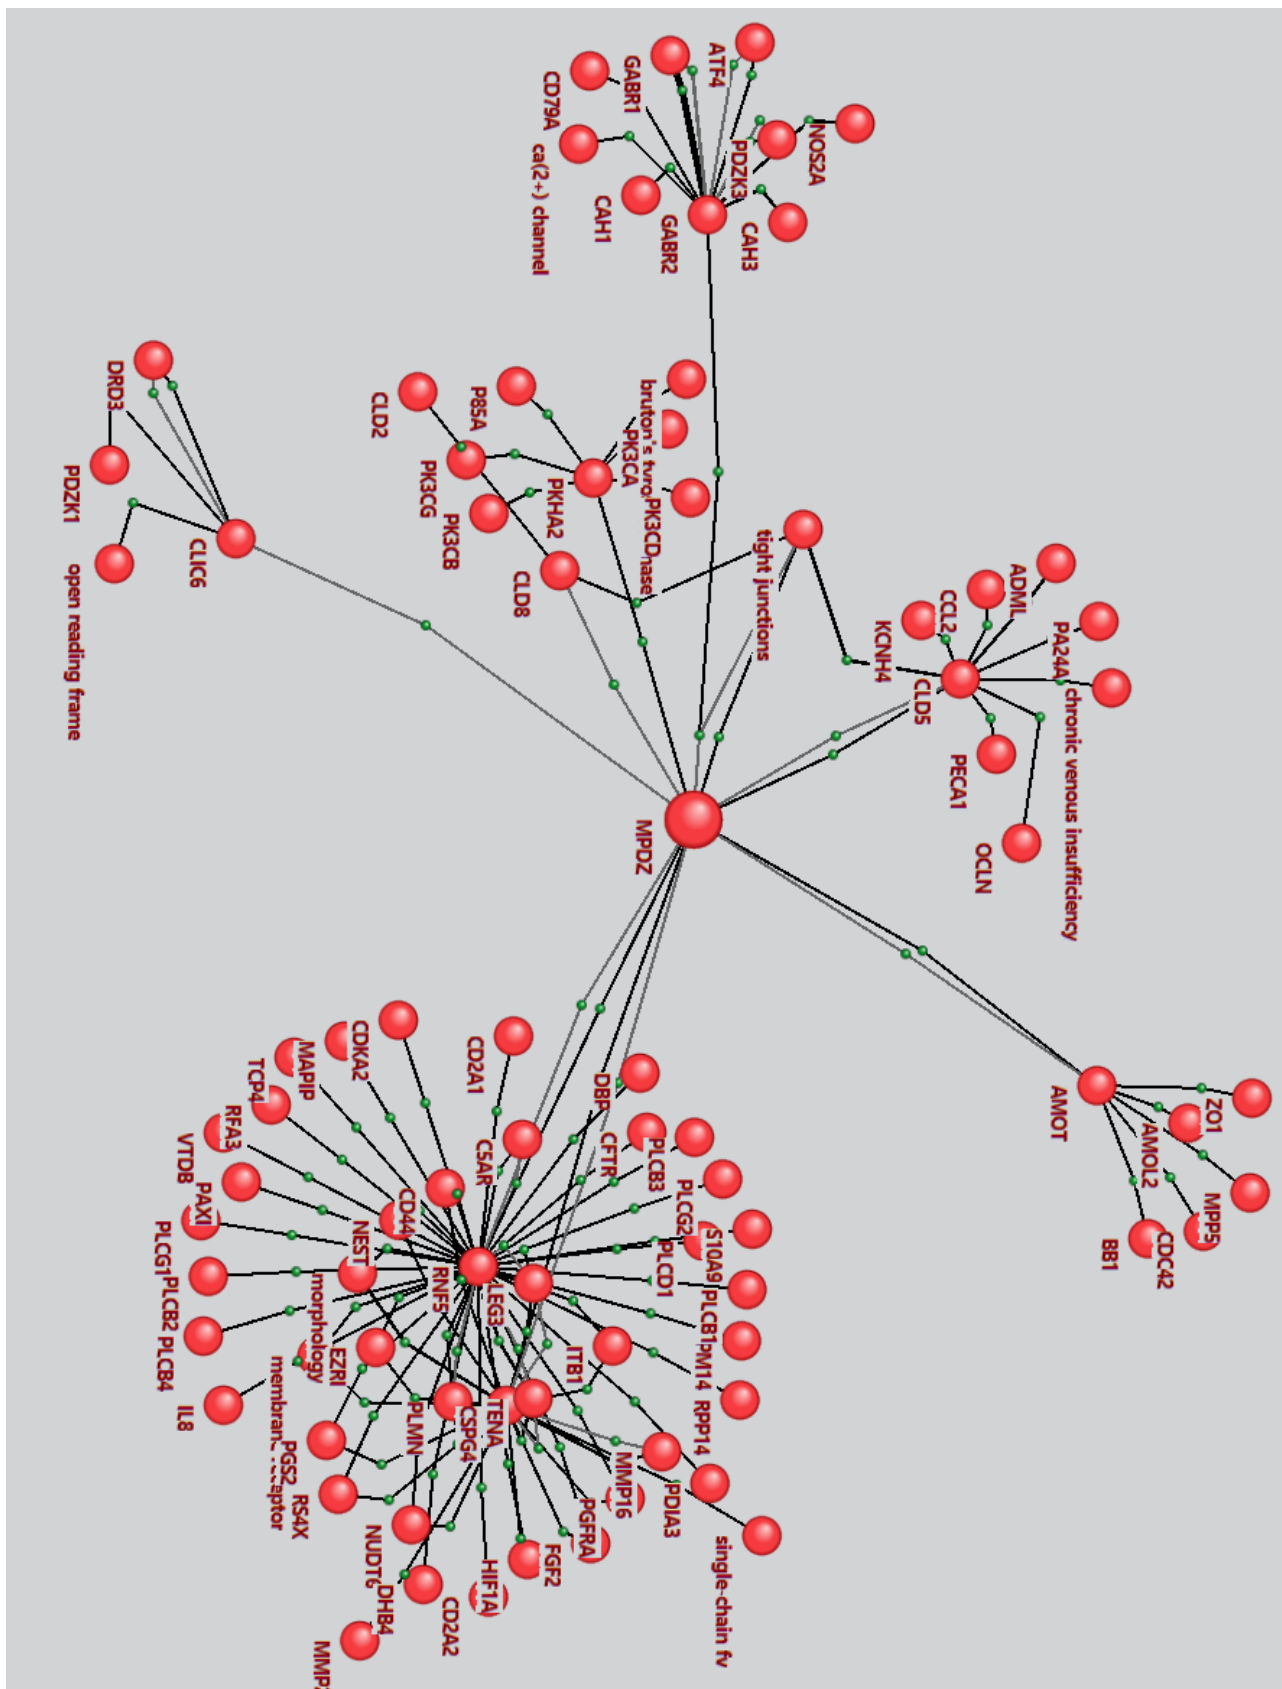 ATF4
GABR1
CD79A
NOS2A
PDZK3
ca(2+) channel
CAH1
GABR2
CAH3
DRD3
PDZK1
CLIC6
open reading frame
CLD2
P85A
PK3CG
PK3CB
PKHA2
PK3CA
PK3CD
CLD8
tight junctions
ADML
CCL2
PA24A
KCNH4
CLD5
chronic venous insufficiency
PECA1
OCLN
MPDZ
AMOT
ZO1
AMOL2
MPP5
CDC42
BB1
CD2A1
CDKA2
MAPIP
TCP4
RFA3
VTDB
PAXI
PLCG1
PLCB2
PLCB4
IL8
DBP
C5AR
CFTR
PLCB3
PLCG2
S10A9
PLCD1
PLCB1
RPP14
CD44
NEST
RNF5
LEG3
morphology
EZRI
ITB1
PLMN
CSPG4
TENA
PGS2
RS4X
NUDT6
DHB4
CD2A2
HIF1A
FGF2
PGFRA
MMP16
PDIA3
single-chain fv